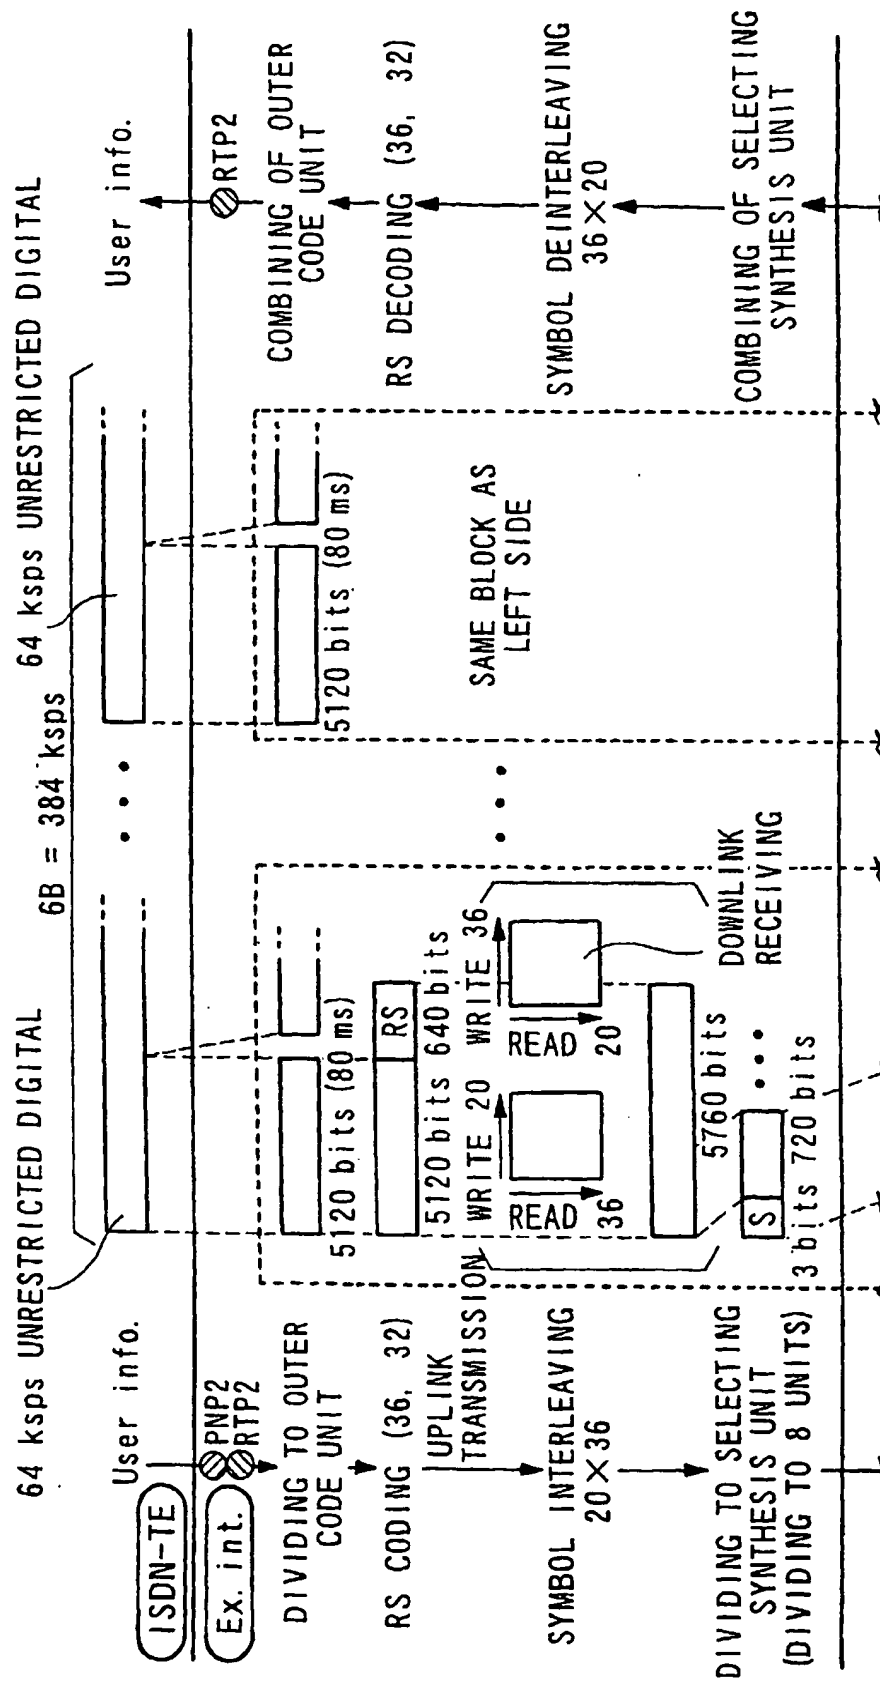 64 ksps UNRESTRICTED DIGITAL
6B = 384 ksps
64 ksps UNRESTRICTED DIGITAL
ISDN-TE
User info.
User info.
Ex. int.
PNP2
RTP2
RTP2
DIVIDING TO OUTER
CODE UNIT
5120 bits (80 ms)
5120 bits (80 ms)
COMBINING OF OUTER
CODE UNIT
RS CODING (36, 32)
RS
5120 bits 640 bits
RS DECODING (36, 32)
UPLINK
TRANSMISSION
WRITE 20
READ
36
WRITE 36
READ
20
SAME BLOCK AS
LEFT SIDE
SYMBOL INTERLEAVING
20×36
SYMBOL DEINTERLEAVING
36×20
DOWNLINK
RECEIVING
5760 bits
DIVIDING TO SELECTING
SYNTHESIS UNIT
(DIVIDING TO 8 UNITS)
S
3 bits 720 bits
COMBINING OF SELECTING
SYNTHESIS UNIT